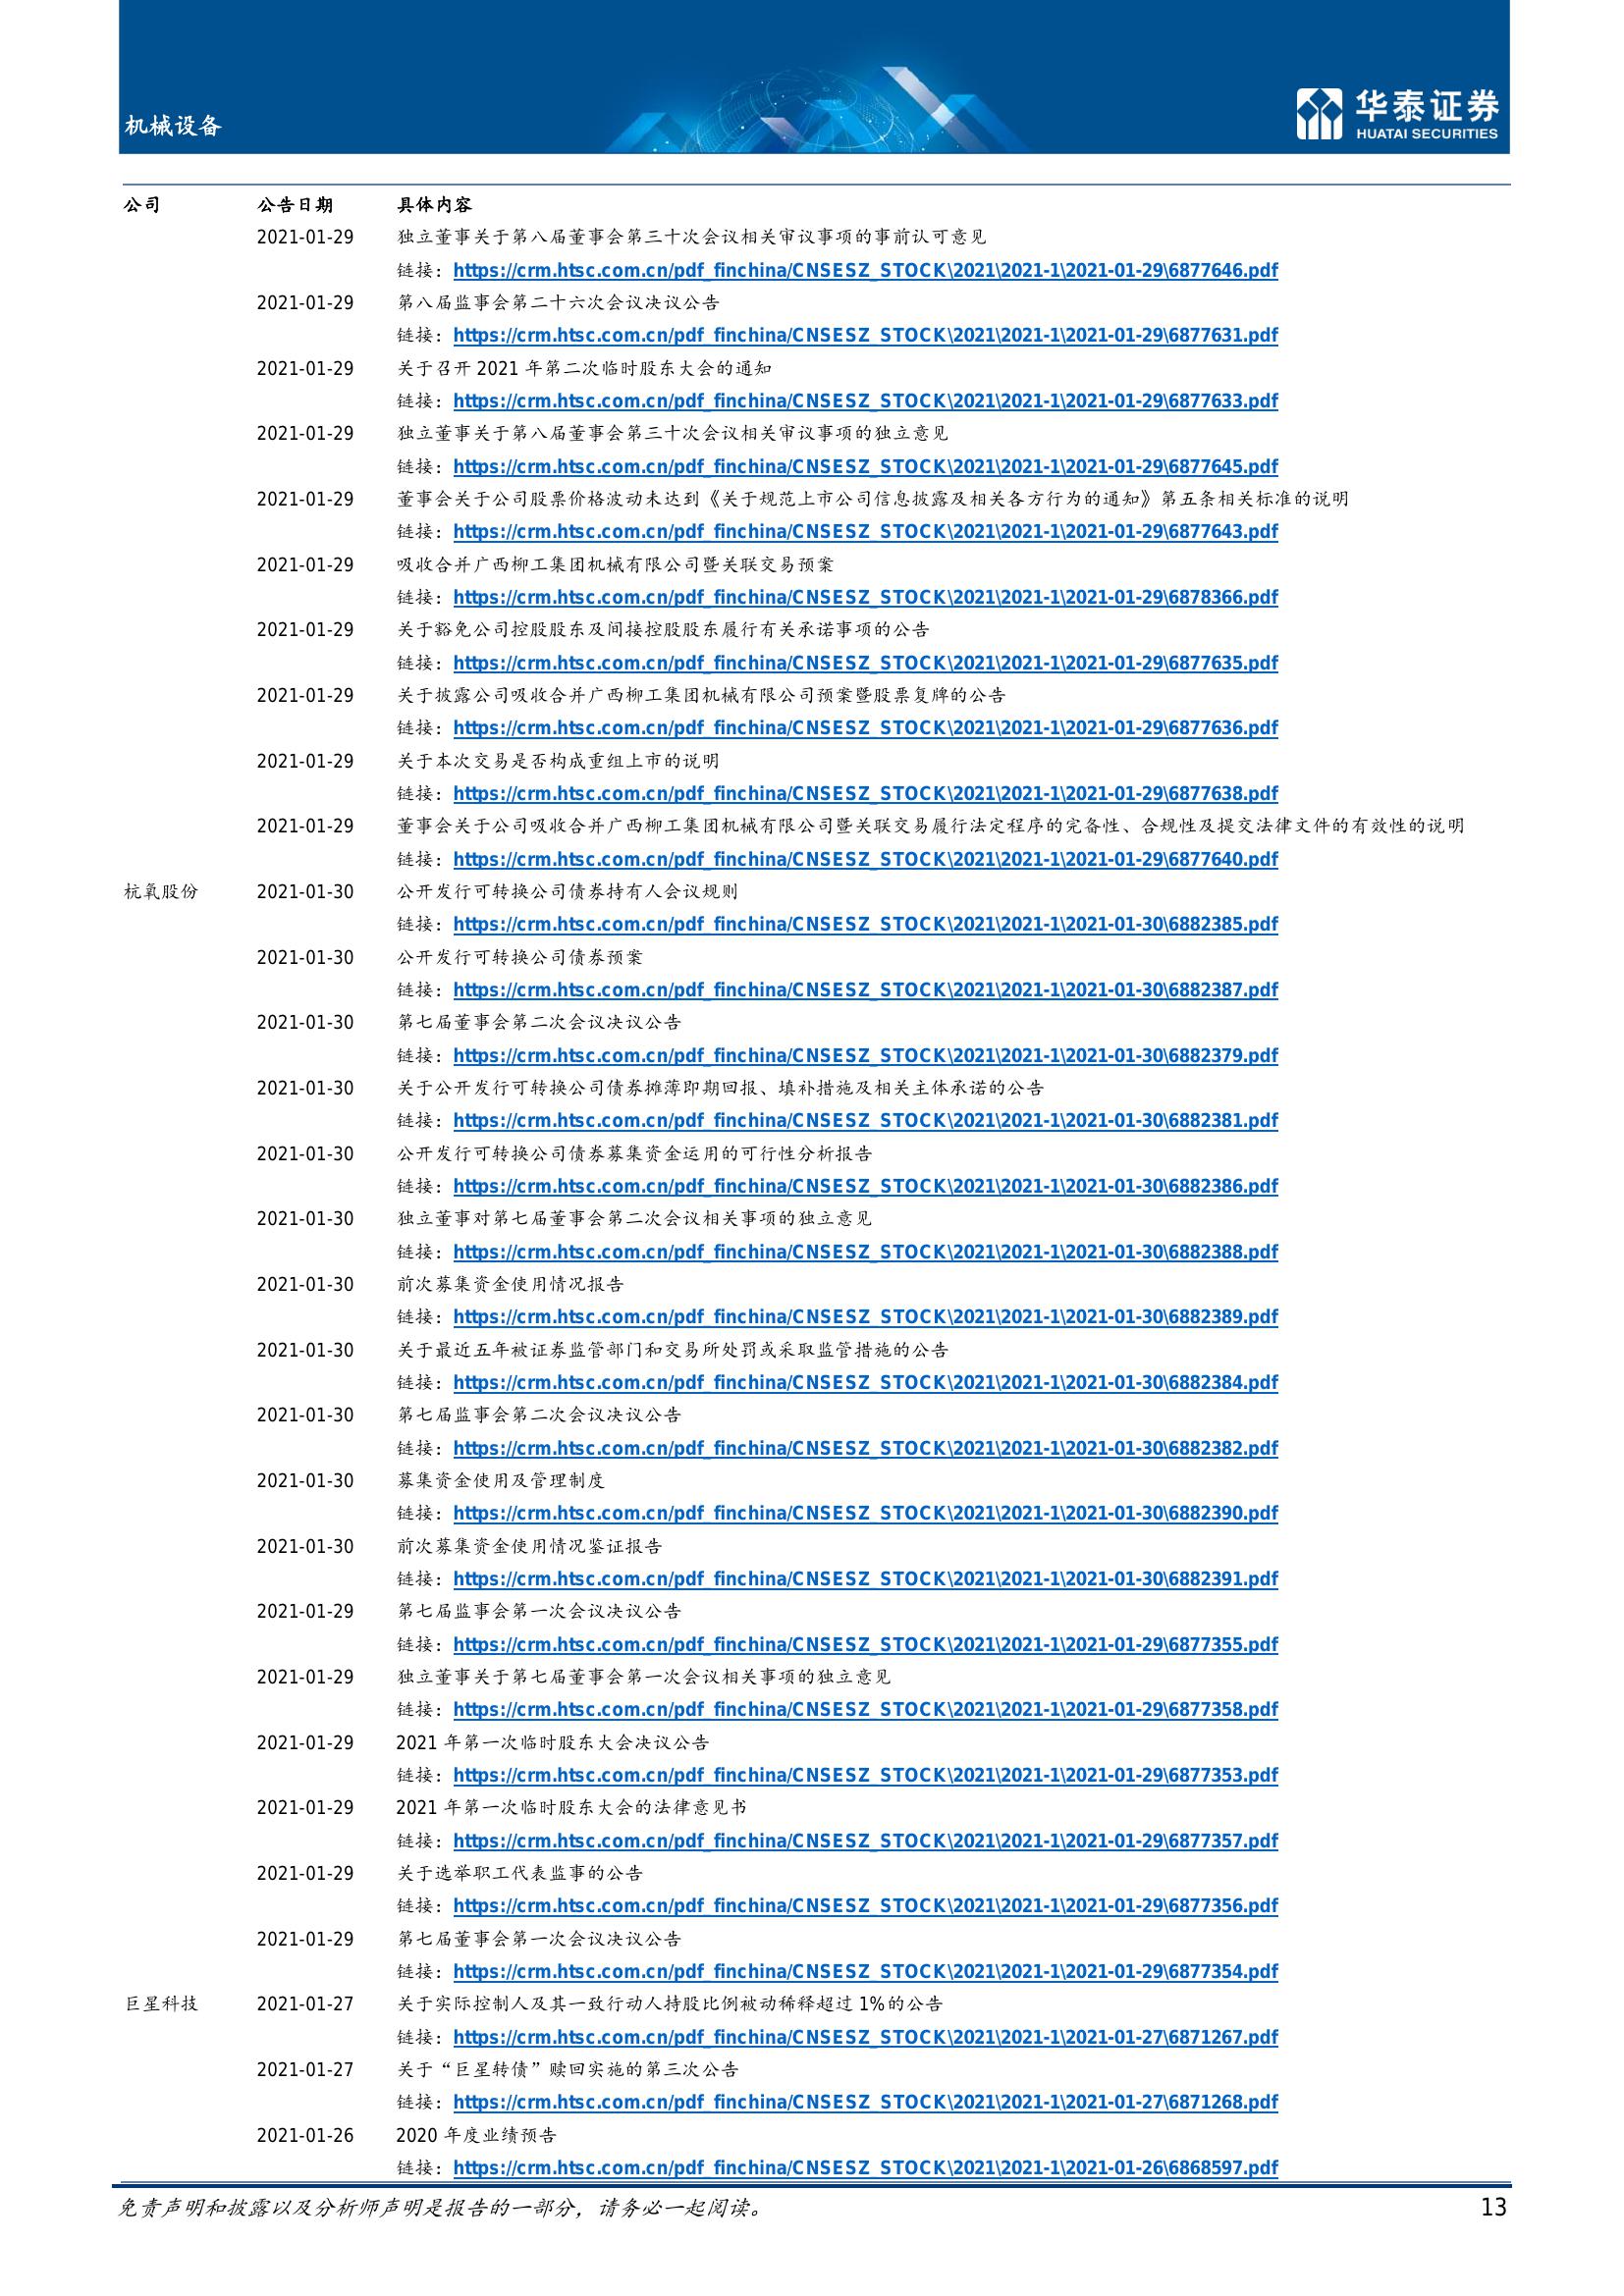 机械设备
华泰证券
HUATAI SECURITIES
公司 公告日期 具体内容
2021-01-29 独立董事关于第八届董事会第三十次会议相关审议事项的事前认可意见
链接：https://crm.htsc.com.cn/pdf_finchina/CNSESZ_STOCK\2021\2021-1\2021-01-29\6877646.pdf
2021-01-29 第八届监事会第二十六次会议决议公告
链接：https://crm.htsc.com.cn/pdf_finchina/CNSESZ_STOCK\2021\2021-1\2021-01-29\6877631.pdf
2021-01-29 关于召开 2021 年第二次临时股东大会的通知
链接：https://crm.htsc.com.cn/pdf_finchina/CNSESZ_STOCK\2021\2021-1\2021-01-29\6877633.pdf
2021-01-29 独立董事关于第八届董事会第三十次会议相关审议事项的独立意见
链接：https://crm.htsc.com.cn/pdf_finchina/CNSESZ_STOCK\2021\2021-1\2021-01-29\6877645.pdf
2021-01-29 董事会关于公司股票价格波动未达到《关于规范上市公司信息披露及相关各方行为的通知》第五条相关标准的说明
链接：https://crm.htsc.com.cn/pdf_finchina/CNSESZ_STOCK\2021\2021-1\2021-01-29\6877643.pdf
2021-01-29 吸收合并广西柳工集团机械有限公司暨关联交易预案
链接：https://crm.htsc.com.cn/pdf_finchina/CNSESZ_STOCK\2021\2021-1\2021-01-29\6878366.pdf
2021-01-29 关于豁免公司控股股东及间接控股股东履行有关承诺事项的公告
链接：https://crm.htsc.com.cn/pdf_finchina/CNSESZ_STOCK\2021\2021-1\2021-01-29\6877635.pdf
2021-01-29 关于披露公司吸收合并广西柳工集团机械有限公司预案暨股票复牌的公告
链接：https://crm.htsc.com.cn/pdf_finchina/CNSESZ_STOCK\2021\2021-1\2021-01-29\6877636.pdf
2021-01-29 关于本次交易是否构成重组上市的说明
链接：https://crm.htsc.com.cn/pdf_finchina/CNSESZ_STOCK\2021\2021-1\2021-01-29\6877638.pdf
2021-01-29 董事会关于公司吸收合并广西柳工集团机械有限公司暨关联交易履行法定程序的完备性、合规性及提交法律文件的有效性的说明
链接：https://crm.htsc.com.cn/pdf_finchina/CNSESZ_STOCK\2021\2021-1\2021-01-29\6877640.pdf
杭氧股份 2021-01-30 公开发行可转换公司债券持有人会议规则
链接：https://crm.htsc.com.cn/pdf_finchina/CNSESZ_STOCK\2021\2021-1\2021-01-30\6882385.pdf
2021-01-30 公开发行可转换公司债券预案
链接：https://crm.htsc.com.cn/pdf_finchina/CNSESZ_STOCK\2021\2021-1\2021-01-30\6882387.pdf
2021-01-30 第七届董事会第二次会议决议公告
链接：https://crm.htsc.com.cn/pdf_finchina/CNSESZ_STOCK\2021\2021-1\2021-01-30\6882379.pdf
2021-01-30 关于公开发行可转换公司债券摊薄即期回报、填补措施及相关主体承诺的公告
链接：https://crm.htsc.com.cn/pdf_finchina/CNSESZ_STOCK\2021\2021-1\2021-01-30\6882381.pdf
2021-01-30 公开发行可转换公司债券募集资金运用的可行性分析报告
链接：https://crm.htsc.com.cn/pdf_finchina/CNSESZ_STOCK\2021\2021-1\2021-01-30\6882386.pdf
2021-01-30 独立董事对第七届董事会第二次会议相关事项的独立意见
链接：https://crm.htsc.com.cn/pdf_finchina/CNSESZ_STOCK\2021\2021-1\2021-01-30\6882388.pdf
2021-01-30 前次募集资金使用情况报告
链接：https://crm.htsc.com.cn/pdf_finchina/CNSESZ_STOCK\2021\2021-1\2021-01-30\6882389.pdf
2021-01-30 关于最近五年被证券监管部门和交易所处罚或采取监管措施的公告
链接：https://crm.htsc.com.cn/pdf_finchina/CNSESZ_STOCK\2021\2021-1\2021-01-30\6882384.pdf
2021-01-30 第七届监事会第二次会议决议公告
链接：https://crm.htsc.com.cn/pdf_finchina/CNSESZ_STOCK\2021\2021-1\2021-01-30\6882382.pdf
2021-01-30 募集资金使用及管理制度
链接：https://crm.htsc.com.cn/pdf_finchina/CNSESZ_STOCK\2021\2021-1\2021-01-30\6882390.pdf
2021-01-30 前次募集资金使用情况鉴证报告
链接：https://crm.htsc.com.cn/pdf_finchina/CNSESZ_STOCK\2021\2021-1\2021-01-30\6882391.pdf
2021-01-29 第七届监事会第一次会议决议公告
链接：https://crm.htsc.com.cn/pdf_finchina/CNSESZ_STOCK\2021\2021-1\2021-01-29\6877355.pdf
2021-01-29 独立董事关于第七届董事会第一次会议相关事项的独立意见
链接：https://crm.htsc.com.cn/pdf_finchina/CNSESZ_STOCK\2021\2021-1\2021-01-29\6877358.pdf
2021-01-29 2021 年第一次临时股东大会决议公告
链接：https://crm.htsc.com.cn/pdf_finchina/CNSESZ_STOCK\2021\2021-1\2021-01-29\6877353.pdf
2021-01-29 2021 年第一次临时股东大会的法律意见书
链接：https://crm.htsc.com.cn/pdf_finchina/CNSESZ_STOCK\2021\2021-1\2021-01-29\6877357.pdf
2021-01-29 关于选举职工代表监事的公告
链接：https://crm.htsc.com.cn/pdf_finchina/CNSESZ_STOCK\2021\2021-1\2021-01-29\6877356.pdf
2021-01-29 第七届董事会第一次会议决议公告
链接：https://crm.htsc.com.cn/pdf_finchina/CNSESZ_STOCK\2021\2021-1\2021-01-29\6877354.pdf
巨星科技 2021-01-27 关于实际控制人及其一致行动人持股比例被动稀释超过 1%的公告
链接：https://crm.htsc.com.cn/pdf_finchina/CNSESZ_STOCK\2021\2021-1\2021-01-27\6871267.pdf
2021-01-27 关于“巨星转债”赎回实施的第三次公告
链接：https://crm.htsc.com.cn/pdf_finchina/CNSESZ_STOCK\2021\2021-1\2021-01-27\6871268.pdf
2021-01-26 2020 年度业绩预告
链接：https://crm.htsc.com.cn/pdf_finchina/CNSESZ_STOCK\2021\2021-1\2021-01-26\6868597.pdf
免责声明和披露以及分析师声明是报告的一部分，请务必一起阅读。 13